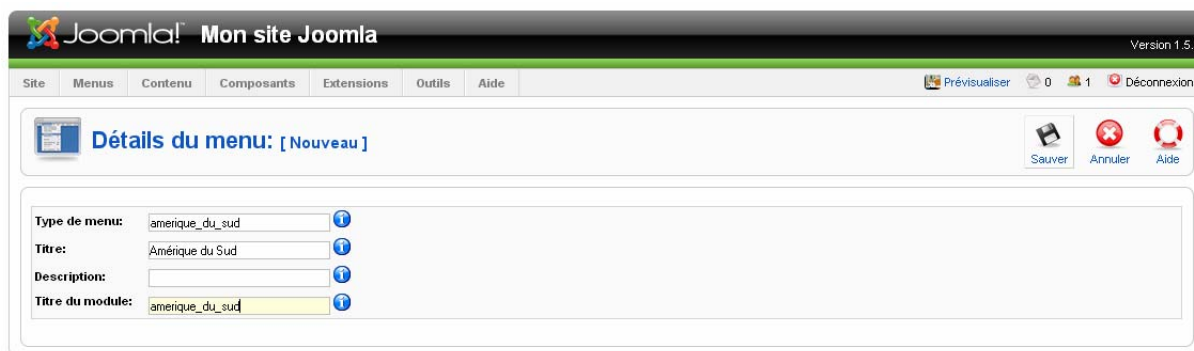 Joomla! Mon site Joomla
Version 1.5.
Site Menus Contenu Composants Extensions Outils Aide Prévisualiser 0 1 Déconnexion
Détails du menu: [ Nouveau ]
Sauver Annuler Aide
Type de menu: amerique_du_sud
Titre: Amérique du Sud
Description:
Titre du module: amerique_du_sud